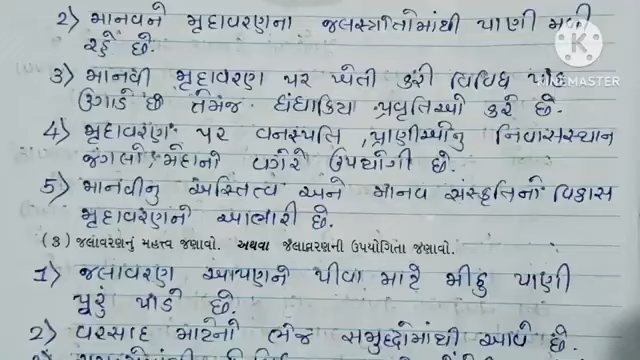 2) માનવને મૃદાવરણના જલસ્ત્રોતોમાંથી પાણી મળી
રહે છે.
KINEMASTER
3) માનવી મૃદાવરણ પર ખેતી કરી વિવિધ પાક
ઉગાડે છે તેમજ ધંધાકિયા પ્રવૃતિઓ કરે છે.
4) મૃદાવરણ પર વનસ્પતિ, પ્રાણીઓનુ નિવાસસ્થાન
જંગલો, મેદાનો વગેરે ઉપયોગી છે.
5) માનવીનુ અસ્તિત્વ અને માનવ સંસ્કૃતિનો વિકાસ
મૃદાવરણને આભારી છે.
(3) જલાવરણનું મહત્ત્વ જણાવો. અથવા જલાવરણની ઉપયોગિતા જણાવો.
1) જલાવરણ આપણને પીવા માટે મીઠુ પાણી
પૂરું પાડે છે.
2) વરસાદ માટેનો ભેજ સમુદ્રોમાંથી આવે છે.